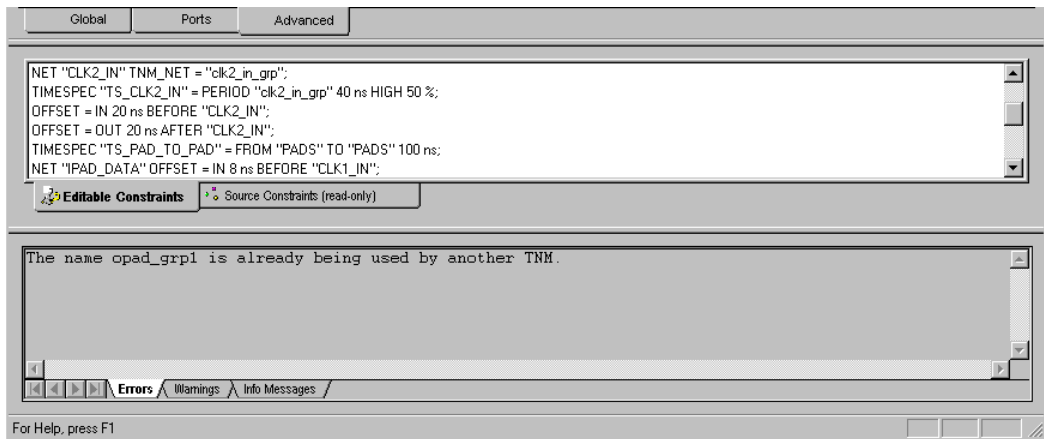 Global Ports Advanced
NET "CLK2_IN" TNM_NET = "clk2_in_grp";
TIMESPEC "TS_CLK2_IN" = PERIOD "clk2_in_grp" 40 ns HIGH 50 %;
OFFSET = IN 20 ns BEFORE "CLK2_IN";
OFFSET = OUT 20 ns AFTER "CLK2_IN";
TIMESPEC "TS_PAD_TO_PAD" = FROM "PADS" TO "PADS" 100 ns;
NET "IPAD_DATA" OFFSET = IN 8 ns BEFORE "CLK1_IN";
Editable Constraints Source Constraints (read-only)
The name opad_grp1 is already being used by another TNM.
Errors Warnings Info Messages
For Help, press F1